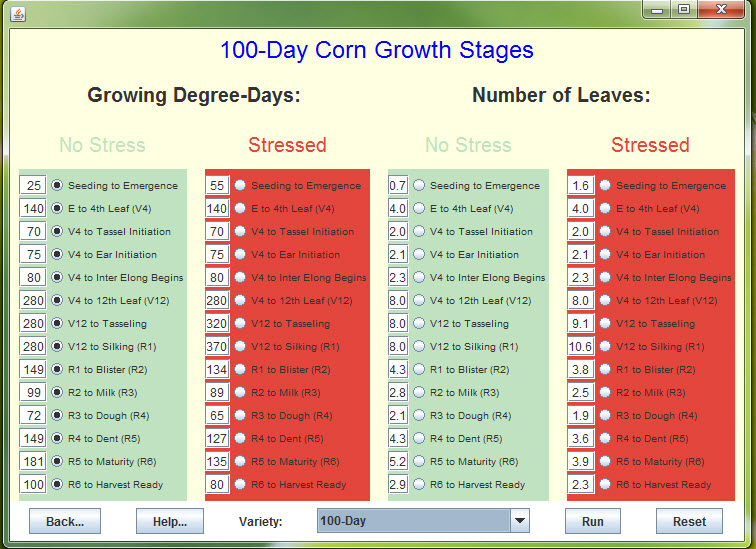 100-Day Corn Growth Stages
Growing Degree-Days: Number of Leaves:
No Stress Stressed No Stress Stressed
25 Seeding to Emergence 55 Seeding to Emergence 0.7 Seeding to Emergence 1.6 Seeding to Emergence
140 E to 4th Leaf (V4) 140 E to 4th Leaf (V4) 4.0 E to 4th Leaf (V4) 4.0 E to 4th Leaf (V4)
70 V4 to Tassel Initiation 70 V4 to Tassel Initiation 2.0 V4 to Tassel Initiation 2.0 V4 to Tassel Initiation
75 V4 to Ear Initiation 75 V4 to Ear Initiation 2.1 V4 to Ear Initiation 2.1 V4 to Ear Initiation
80 V4 to Inter Elong Begins 80 V4 to Inter Elong Begins 2.3 V4 to Inter Elong Begins 2.3 V4 to Inter Elong Begins
280 V4 to 12th Leaf (V12) 280 V4 to 12th Leaf (V12) 8.0 V4 to 12th Leaf (V12) 8.0 V4 to 12th Leaf (V12)
280 V12 to Tasseling 320 V12 to Tasseling 8.0 V12 to Tasseling 9.1 V12 to Tasseling
280 V12 to Silking (R1) 370 V12 to Silking (R1) 8.0 V12 to Silking (R1) 10.6 V12 to Silking (R1)
149 R1 to Blister (R2) 134 R1 to Blister (R2) 4.3 R1 to Blister (R2) 3.8 R1 to Blister (R2)
99 R2 to Milk (R3) 89 R2 to Milk (R3) 2.8 R2 to Milk (R3) 2.5 R2 to Milk (R3)
72 R3 to Dough (R4) 65 R3 to Dough (R4) 2.1 R3 to Dough (R4) 1.9 R3 to Dough (R4)
149 R4 to Dent (R5) 127 R4 to Dent (R5) 4.3 R4 to Dent (R5) 3.6 R4 to Dent (R5)
181 R5 to Maturity (R6) 135 R5 to Maturity (R6) 5.2 R5 to Maturity (R6) 3.9 R5 to Maturity (R6)
100 R6 to Harvest Ready 80 R6 to Harvest Ready 2.9 R6 to Harvest Ready 2.3 R6 to Harvest Ready
Back... Help... Variety: 100-Day Run Reset